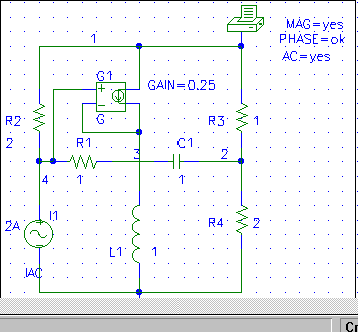 MAG=yes
1
PHASE=ok
AC=yes
G1
GAIN=0.25
G
R2
R3
1
2
R1
C1
3
2
4
1
1
2A
I1
R4
2
L1
1
IAC